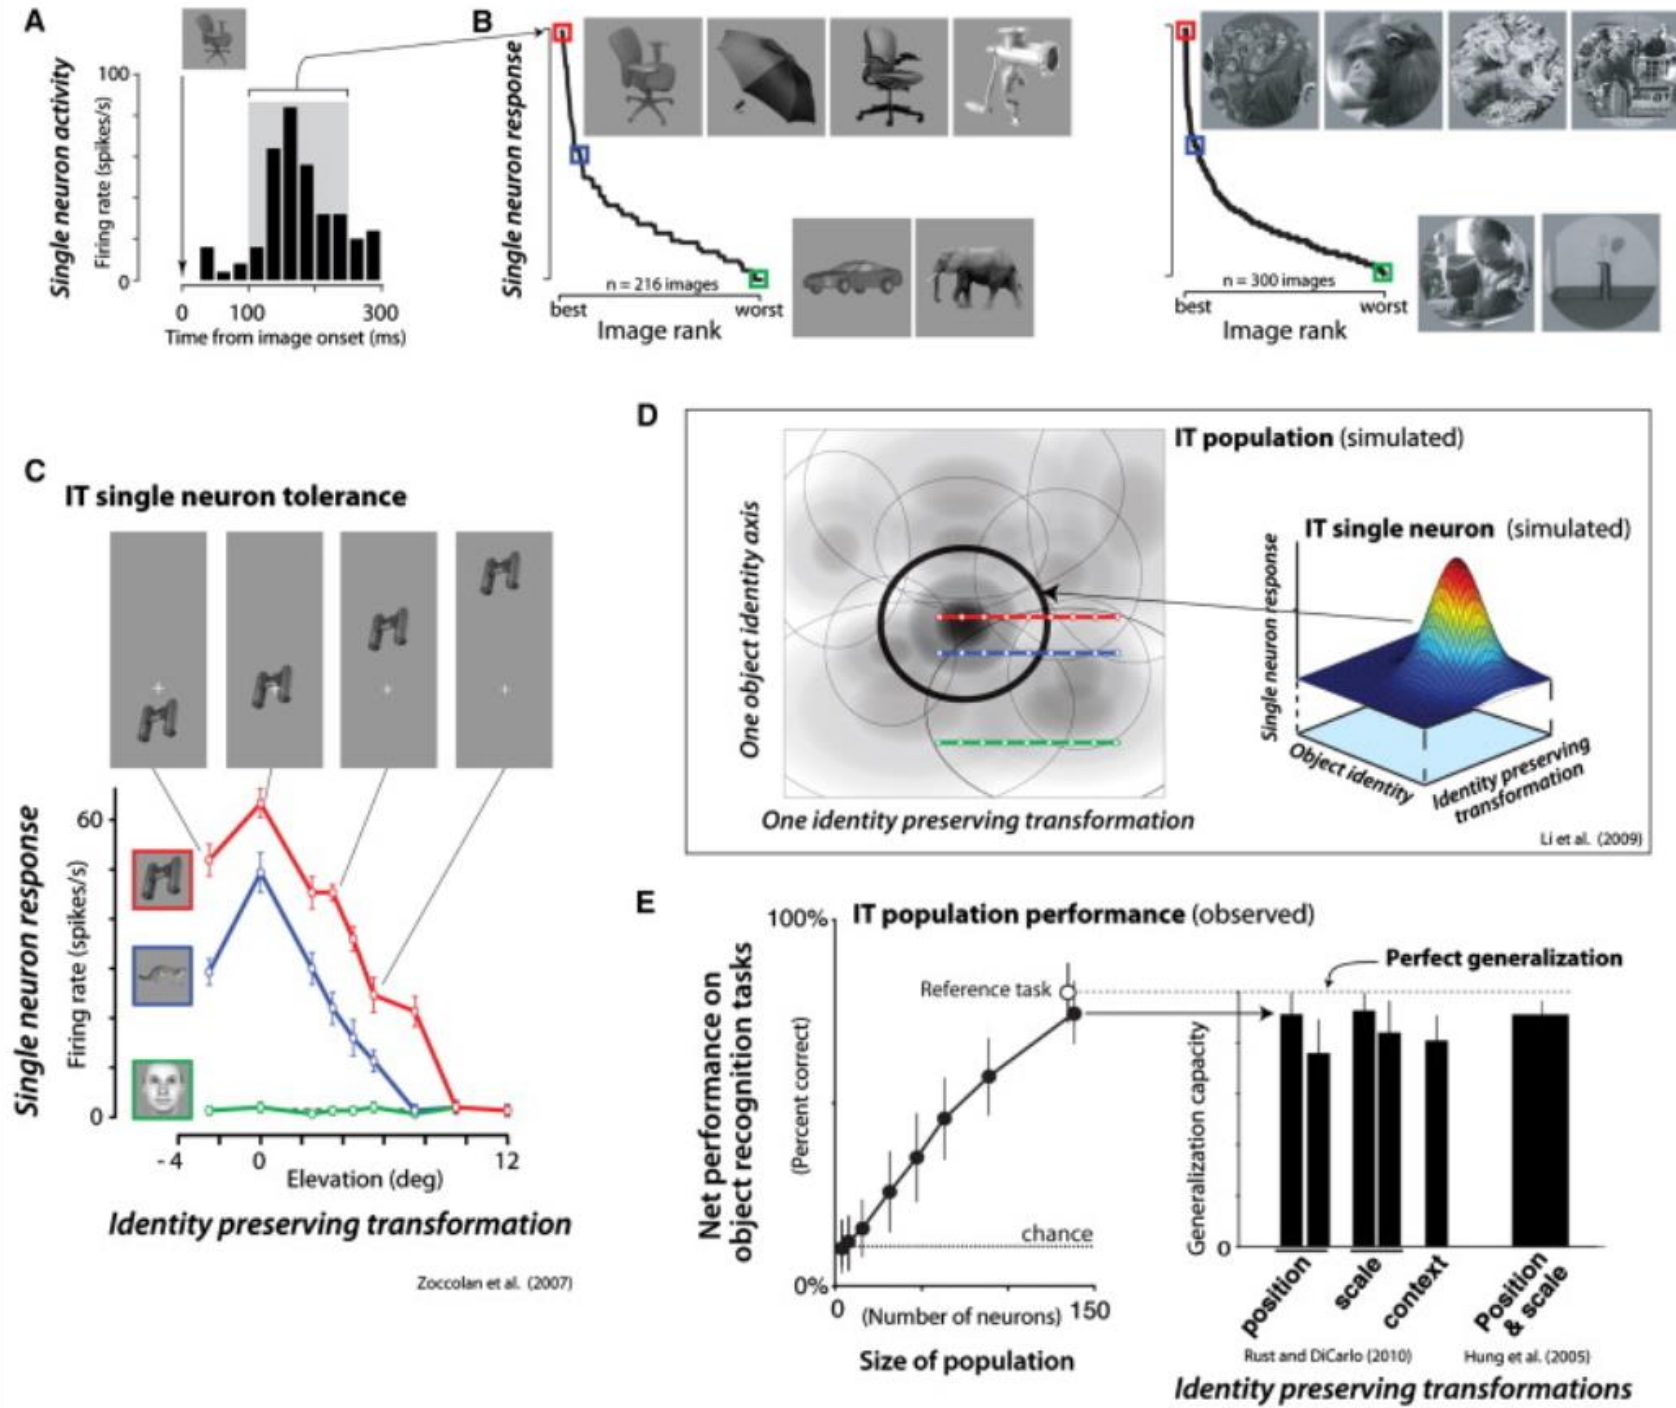 A
Single neuron activity
Firing rate (spikes/s)
100
0
0
100
300
Time from image onset (ms)
B
Single neuron response
n = 216 images
best
worst
Image rank
n = 300 images
best
worst
Image rank
C
IT single neuron tolerance
Single neuron response
Firing rate (spikes/s)
60
0
- 4
0
12
Elevation (deg)
Identity preserving transformation
Zoccolan et al. (2007)
D
IT population (simulated)
One object identity axis
One identity preserving transformation
IT single neuron (simulated)
Single neuron response
Object identity
Identity preserving
transformation
Li et al. (2009)
E
IT population performance (observed)
Net performance on
object recognition tasks
(Percent correct)
100%
0%
Reference task
chance
0
(Number of neurons)
150
Size of population
Perfect generalization
Generalization capacity
0
position
scale
context
Position
& scale
Rust and DiCarlo (2010)
Hung et al. (2005)
Identity preserving transformations